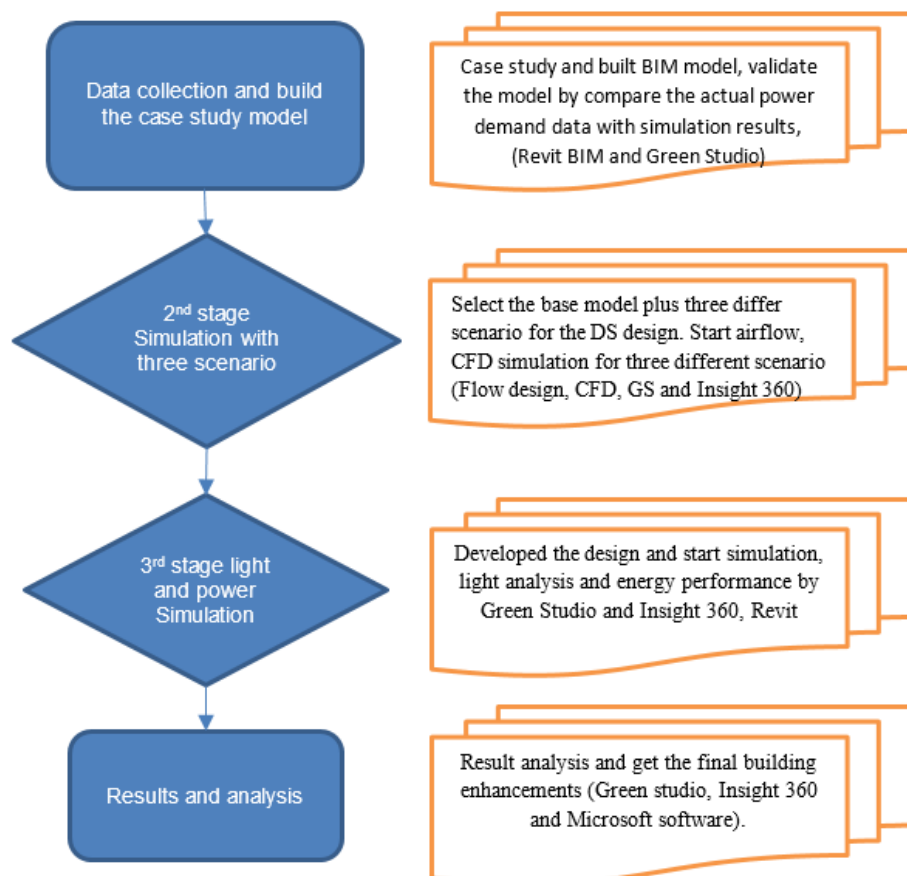 Data collection and build
the case study model
Case study and built BIM model, validate
the model by compare the actual power
demand data with simulation results,
(Revit BIM and Green Studio)
2nd stage
Simulation with
three scenario
Select the base model plus three differ
scenario for the DS design. Start airflow,
CFD simulation for three different scenario
(Flow design, CFD, GS and Insight 360)
3rd stage light
and power
Simulation
Developed the design and start simulation,
light analysis and energy performance by
Green Studio and Insight 360, Revit
Results and analysis
Result analysis and get the final building
enhancements (Green studio, Insight 360
and Microsoft software).